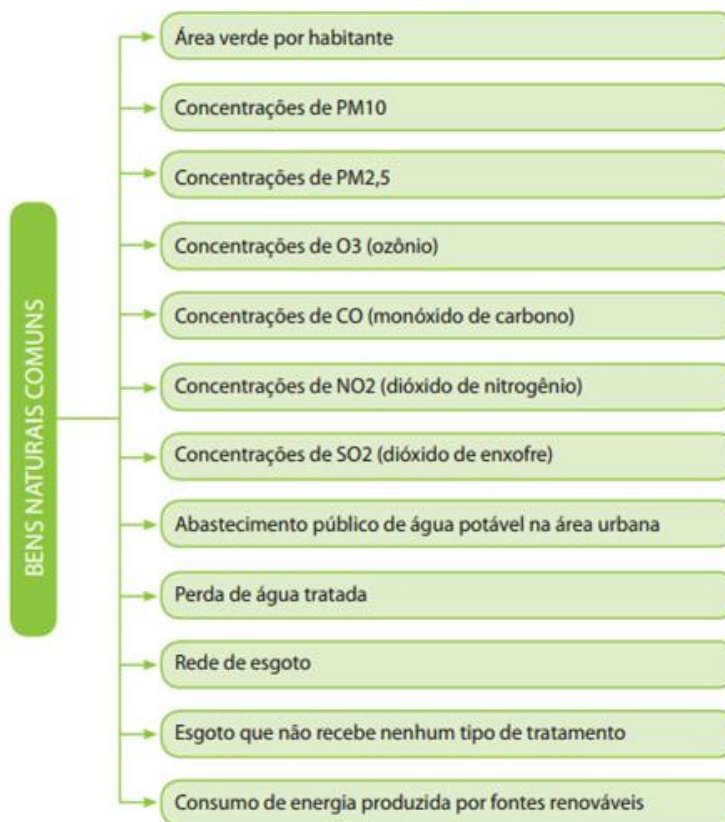 BENS NATURAIS COMUNS
Área verde por habitante
Concentrações de PM10
Concentrações de PM2,5
Concentrações de O3 (ozônio)
Concentrações de CO (monóxido de carbono)
Concentrações de NO2 (dióxido de nitrogênio)
Concentrações de SO2 (dióxido de enxofre)
Abastecimento público de água potável na área urbana
Perda de água tratada
Rede de esgoto
Esgoto que não recebe nenhum tipo de tratamento
Consumo de energia produzida por fontes renováveis